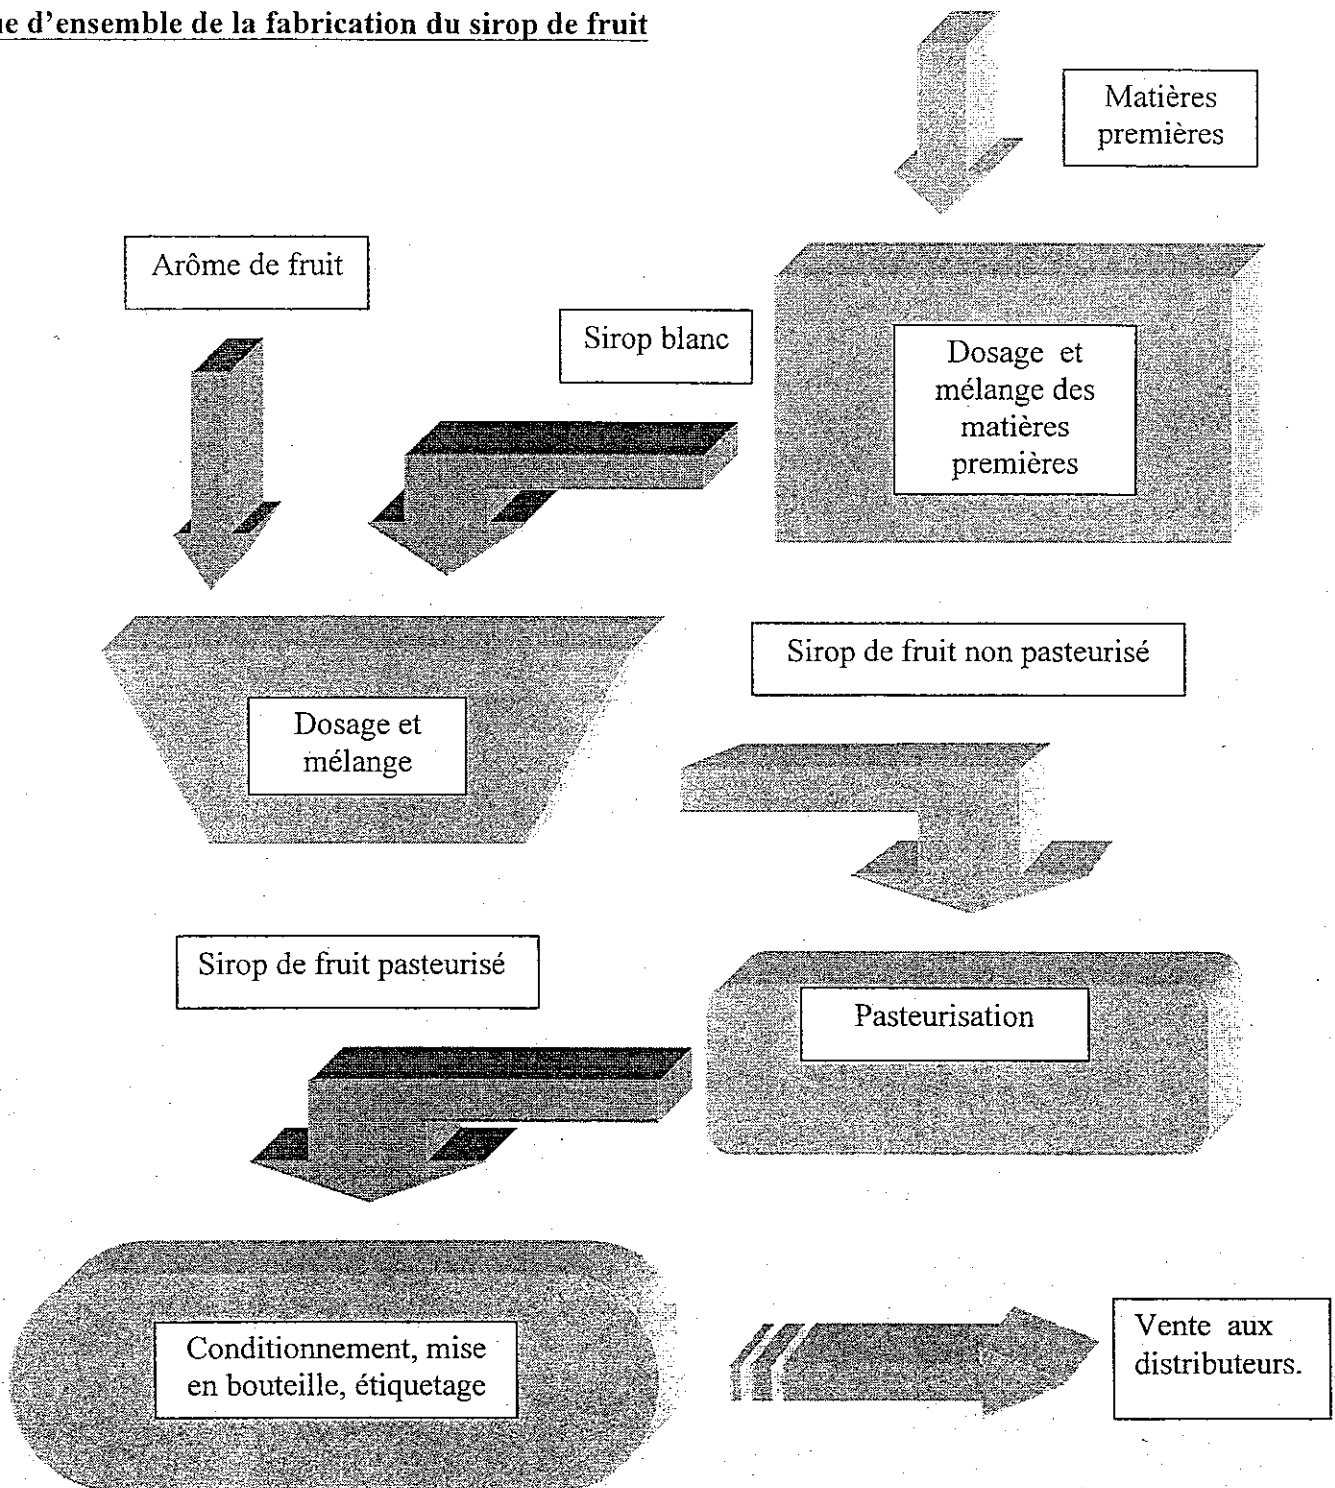 d'ensemble de la fabrication du sirop de fruit
Matières
premières
Arôme de fruit
Sirop blanc
Dosage et
mélange des
matières
premières
Sirop de fruit non pasteurisé
Dosage et
mélange
Sirop de fruit pasteurisé
Pasteurisation
Conditionnement, mise
en bouteille, étiquetage
Vente aux
distributeurs.